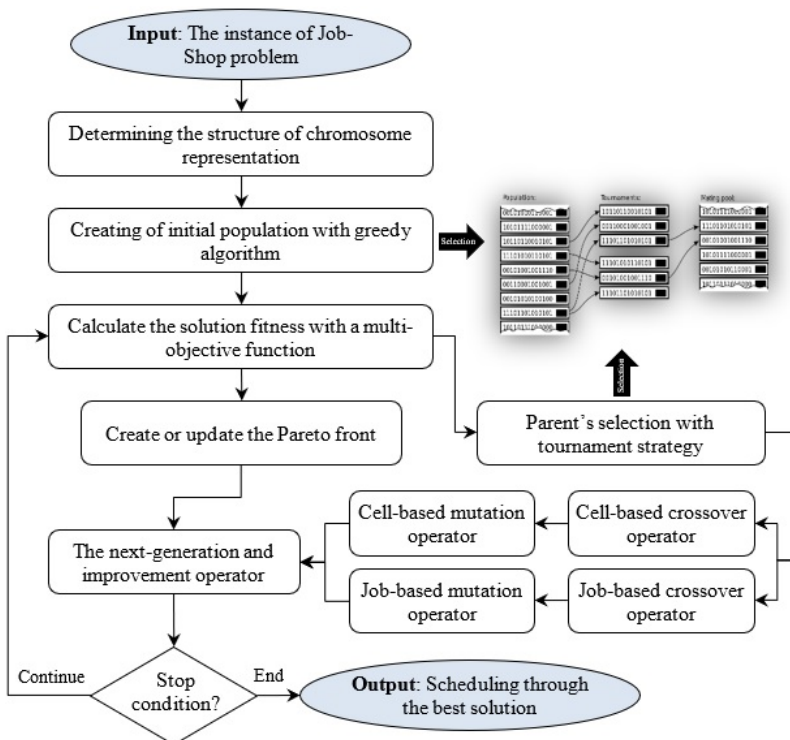 Input: The instance of Job-
Shop problem
Determining the structure of chromosome
representation
Creating of initial population with greedy
algorithm
Selection
Population:
Tournaments:
Mating pool:
Calculate the solution fitness with a multi-
objective function
Selection
Create or update the Pareto front
Parent's selection with
tournament strategy
Cell-based mutation
operator
Cell-based crossover
operator
The next-generation and
improvement operator
Job-based mutation
operator
Job-based crossover
operator
Continue
Stop
condition?
End
Output: Scheduling through
the best solution